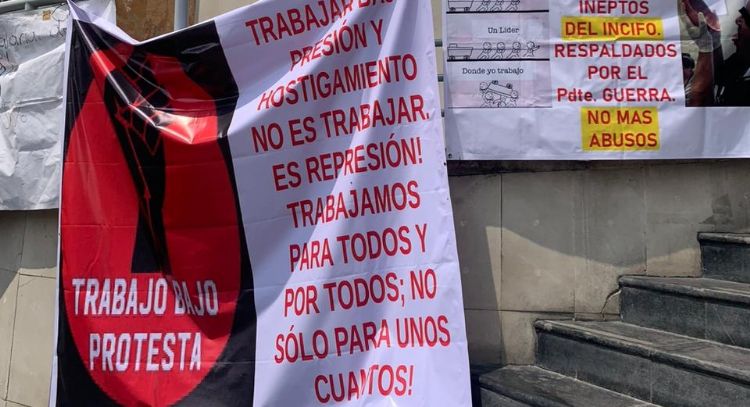 TRABAJO BAJO
PROTESTA
TRABAJAR BAJO
PRESIÓN Y
HOSTIGAMIENTO
NO ES TRABAJAR.
ES REPRESIÓN!
TRABAJAMOS
PARA TODOS Y
POR TODOS; NO
SÓLO PARA UNOS
CUANTOS!
Un Líder
Donde yo trabajo
INEPTOS
DEL INCIFO.
RESPALDADOS
POR EL
Pdte. GUERRA.
NO MAS
ABUSOS